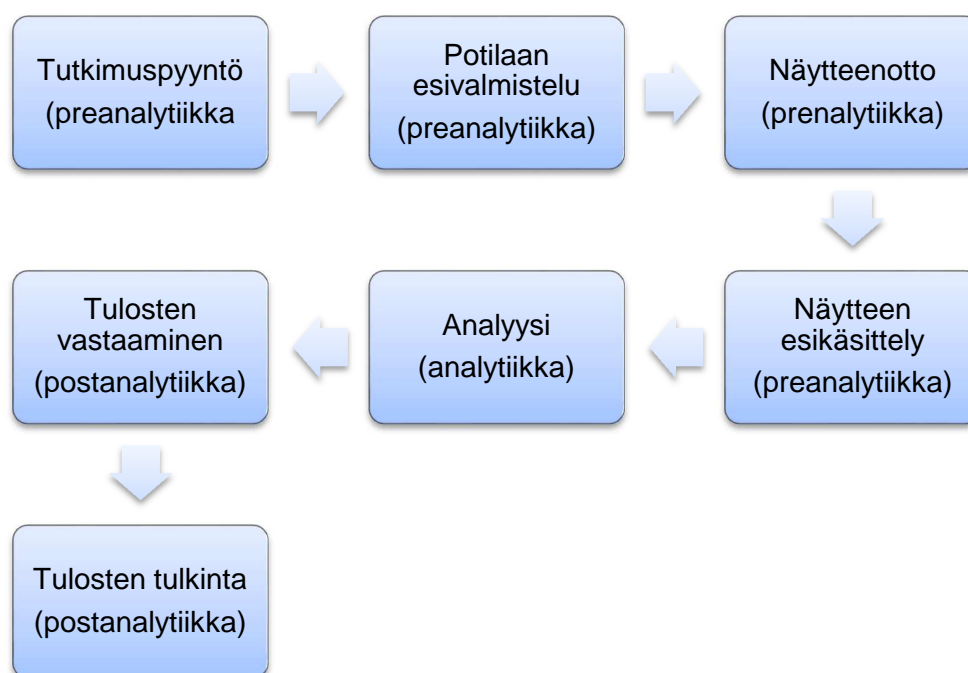 Tutkimuspyyntö
(preanalytiikka
Potilaan
esivalmistelu
(preanalytiikka)
Näytteenotto
(prenalytiikka)
Näytteen
esikäsittely
(preanalytiikka)
Analyysi
(analytiikka)
Tulosten
vastaaminen
(postanalytiikka)
Tulosten tulkinta
(postanalytiikka)